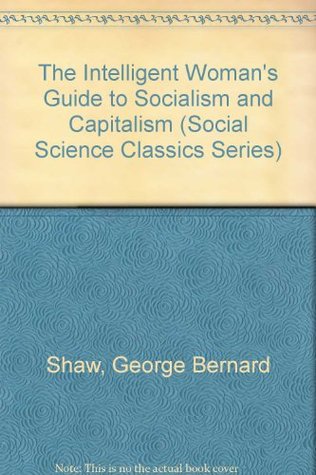 The Intelligent Woman's
Guide to Socialism and
Capitalism (Social
Science Classics Series)
Shaw, George Bernard
Note: This is no the actual book cover